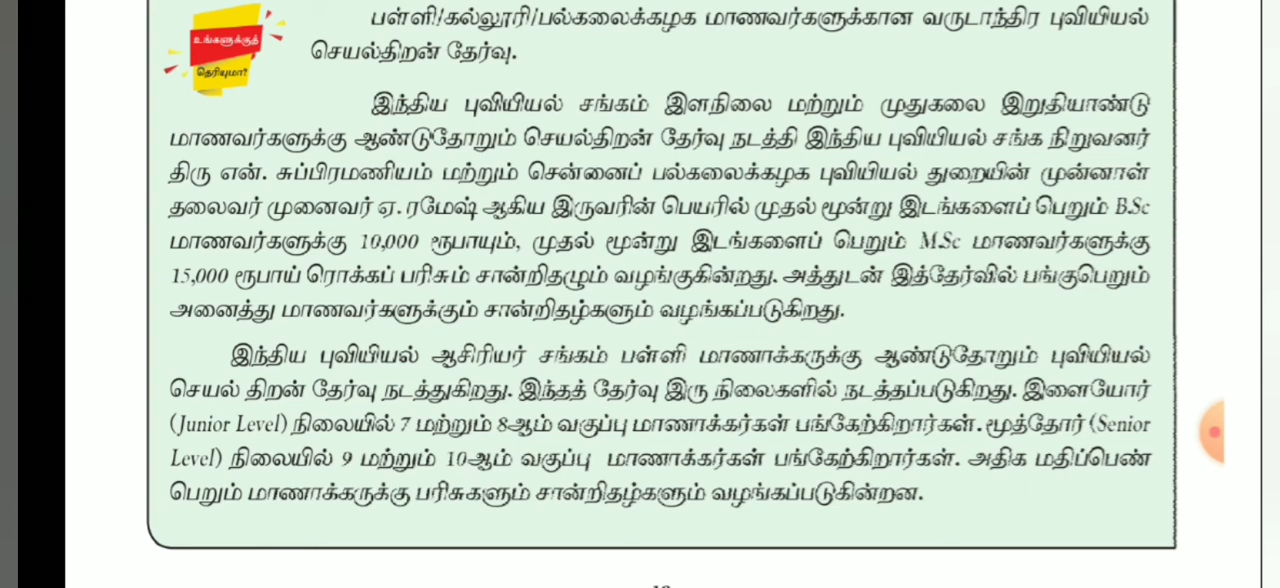 உங்களுக்குத்
தெரியுமா?
பள்ளி/கல்லூரி/பல்கலைக்கழக மாணவர்களுக்கான வருடாந்திர புவியியல்
செயல்திறன் தேர்வு.
இந்திய புவியியல் சங்கம் இளநிலை மற்றும் முதுகலை இறுதியாண்டு
மாணவர்களுக்கு ஆண்டுதோறும் செயல்திறன் தேர்வு நடத்தி இந்திய புவியியல் சங்க நிறுவனர்
திரு என். சுப்பிரமணியம் மற்றும் சென்னைப் பல்கலைக்கழக புவியியல் துறையின் முன்னாள்
தலைவர் முனைவர் ஏ. ரமேஷ் ஆகிய இருவரின் பெயரில் முதல் மூன்று இடங்களைப் பெறும் B.Sc
மாணவர்களுக்கு 10,000 ரூபாயும், முதல் மூன்று இடங்களைப் பெறும் M.Sc மாணவர்களுக்கு
15,000 ரூபாய் ரொக்கப் பரிசும் சான்றிதழும் வழங்குகின்றது. அத்துடன் இத்தேர்வில் பங்குபெறும்
அனைத்து மாணவர்களுக்கும் சான்றிதழ்களும் வழங்கப்படுகிறது.
இந்திய புவியியல் ஆசிரியர் சங்கம் பள்ளி மாணாக்கருக்கு ஆண்டுதோறும் புவியியல்
செயல் திறன் தேர்வு நடத்துகிறது. இந்தத் தேர்வு இரு நிலைகளில் நடத்தப்படுகிறது. இளையோர்
(Junior Level) நிலையில் 7 மற்றும் 8ஆம் வகுப்பு மாணாக்கர்கள் பங்கேற்கிறார்கள். மூத்தோர் (Senior
Level) நிலையில் 9 மற்றும் 10ஆம் வகுப்பு மாணாக்கர்கள் பங்கேற்கிறார்கள். அதிக மதிப்பெண்
பெறும் மாணாக்கருக்கு பரிசுகளும் சான்றிதழ்களும் வழங்கப்படுகின்றன.